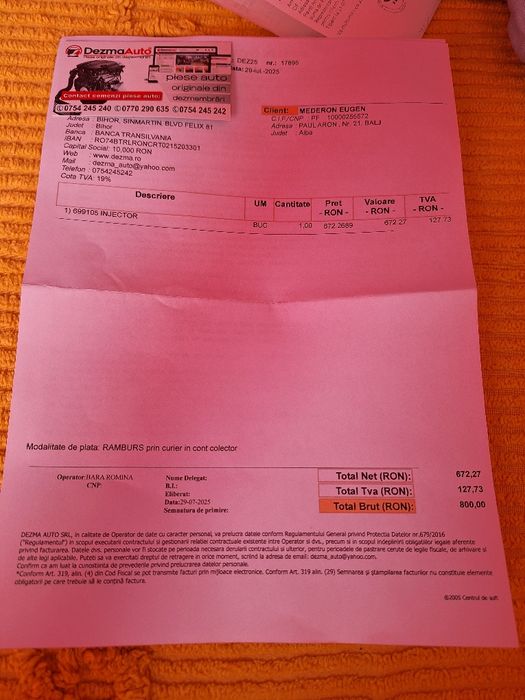 DezmaAuto
Piese originale din dezmembrări
piese auto
originale din
dezmembrări
Contact comenzi piese auto:
0754 245 240 0770 290 635 0754 245 242
DEZ25 nr.: 17895
Adresa : BIHOR, SINMARTIN, BLVD FELIX 81
Judet : Bihor
Banca : BANCA TRANSILVANIA
IBAN : RO74BTRLRONCRT0215203301
Capital Social: 10,000 RON
Web : www.dezma.ro
Mail : dezma_auto@yahoo.com
Telefon : 0754245242
Cota TVA: 19%
Client: MEDERON EUGEN
C.I.F/CNP : PF 10000255572
Adresa : PAUL ARON, Nr. 21, BALJ
Judet : Alba
Descriere UM Cantitate Pret - RON - Valoare - RON - TVA - RON -
1) 699105 INJECTOR BUC 1.00 672.2689 672.27 127.73
Modalitate de plata: RAMBURS prin curier in cont colector
Operator: BARA ROMINA
CNP:
Nume Delegat:
B.I.:
Eliberat:
Data:29-07-2025
Semnatura de primire:
Total Net (RON): 672,27
Total Tva (RON): 127,73
Total Brut (RON): 800,00
DEZMA AUTO SRL, in calitate de Operator de date cu caracter personal, va prelucra datele conform Regulamentului General privind Protectia Datelor nr.679/2016
("Regulamentul") in scopul executarii contractului si gestionarii relatiei contractuale existente intre Operator si dvs., precum si in scopul indeplinirii obligatiilor legale aferente
privind facturarea. Datele dvs. personale vor fi stocate pe perioada necesara derularii contractului si ulterior, pentru perioadele de pastrare cerute de legile fiscale, de arhivare si
de alte legi aplicabile. Puteti sa va exercitati dreptul de retragere in orice moment, scrind la adresa de email: dezma_auto@yahoo.com.
Confirm ca am luat la cunostinta de prevederile privind prelucrarea datelor personale.
*Conform Art. 319, alin. (4) din Cod Fiscal se pot transmite facturi prin mijloace electronice. Conform Art. 319 alin. (29) Semnarea şi ştampilarea facturilor nu constituie elemente
obligatorii pe care trebuie să le conţină factura.
©2005 Centrul de soft